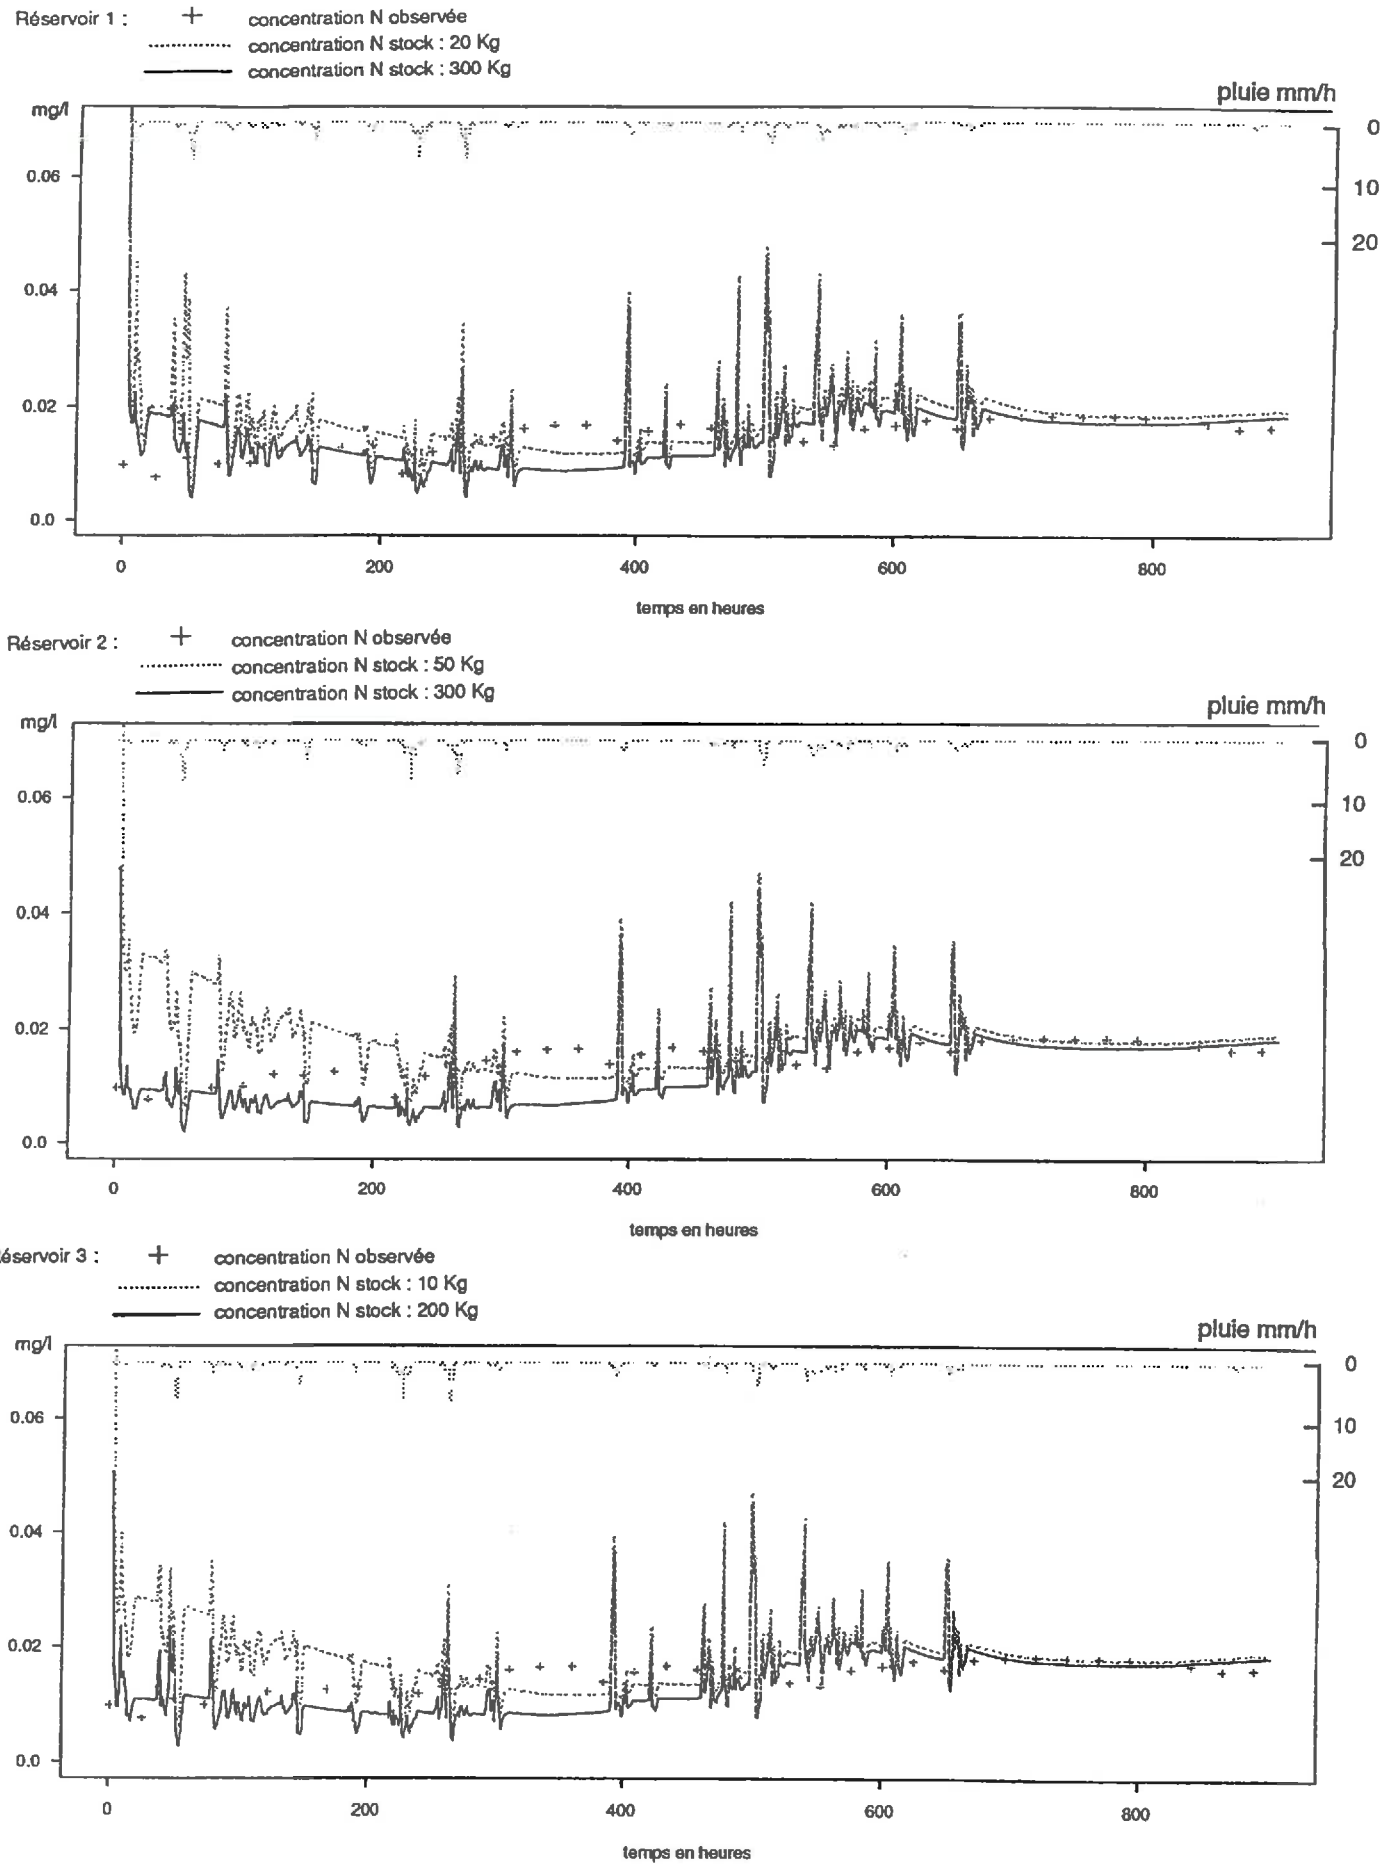 Réservoir 1 : + concentration N observée
concentration N stock : 20 Kg
concentration N stock : 300 Kg
mg/l
pluie mm/h
0.06
0.04
0.02
0.0
0
10
20
0 200 400 600 800
temps en heures
Réservoir 2 : + concentration N observée
concentration N stock : 50 Kg
concentration N stock : 300 Kg
mg/l
pluie mm/h
0.06
0.04
0.02
0.0
0
10
20
0 200 400 600 800
temps en heures
éservoir 3 : + concentration N observée
concentration N stock : 10 Kg
concentration N stock : 200 Kg
mg/l
pluie mm/h
0.06
0.04
0.02
0.0
0
10
20
0 200 400 600 800
temps en heures